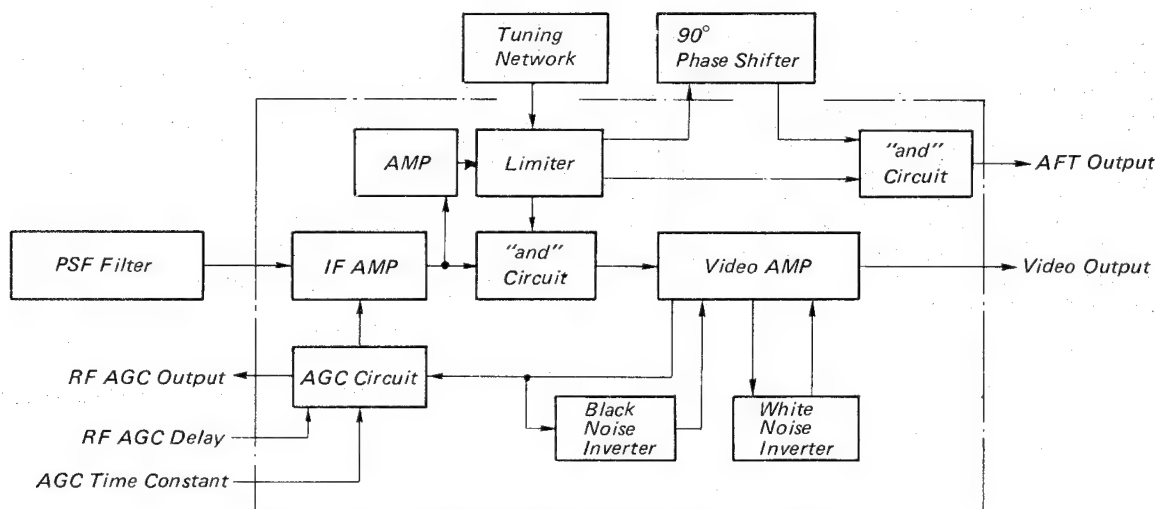 Tuning
Network
90°
Phase Shifter
AMP
Limiter
"and"
Circuit
AFT Output
PSF Filter
IF AMP
"and"
Circuit
Video AMP
Video Output
RF AGC Output
AGC Circuit
RF AGC Delay
Black
Noise
Inverter
White
Noise
Inverter
AGC Time Constant